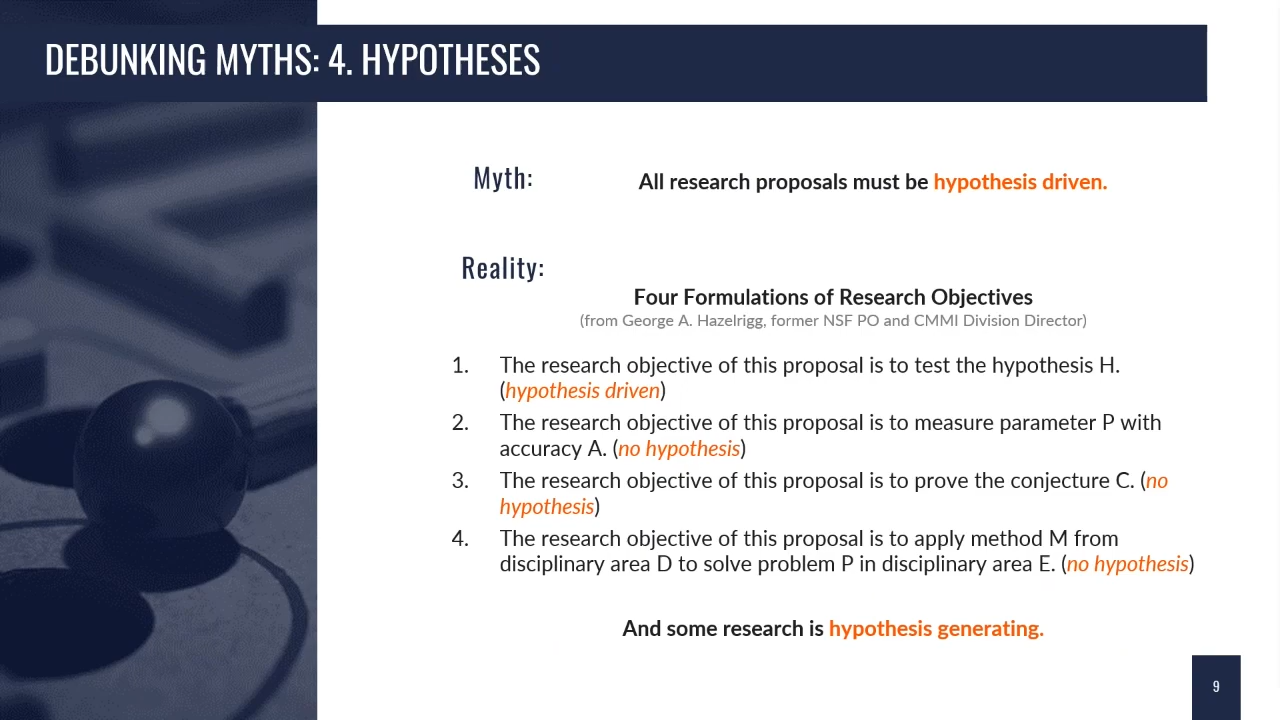 DEBUNKING MYTHS: 4. HYPOTHESES
Myth:
All research proposals must be hypothesis driven.
Reality:
Four Formulations of Research Objectives
(from George A. Hazelrigg, former NSF PO and CMMI Division Director)
1. The research objective of this proposal is to test the hypothesis H.
(hypothesis driven)
2. The research objective of this proposal is to measure parameter P with
accuracy A. (no hypothesis)
3. The research objective of this proposal is to prove the conjecture C. (no
hypothesis)
4. The research objective of this proposal is to apply method M from
disciplinary area D to solve problem P in disciplinary area E. (no hypothesis)
And some research is hypothesis generating.
9